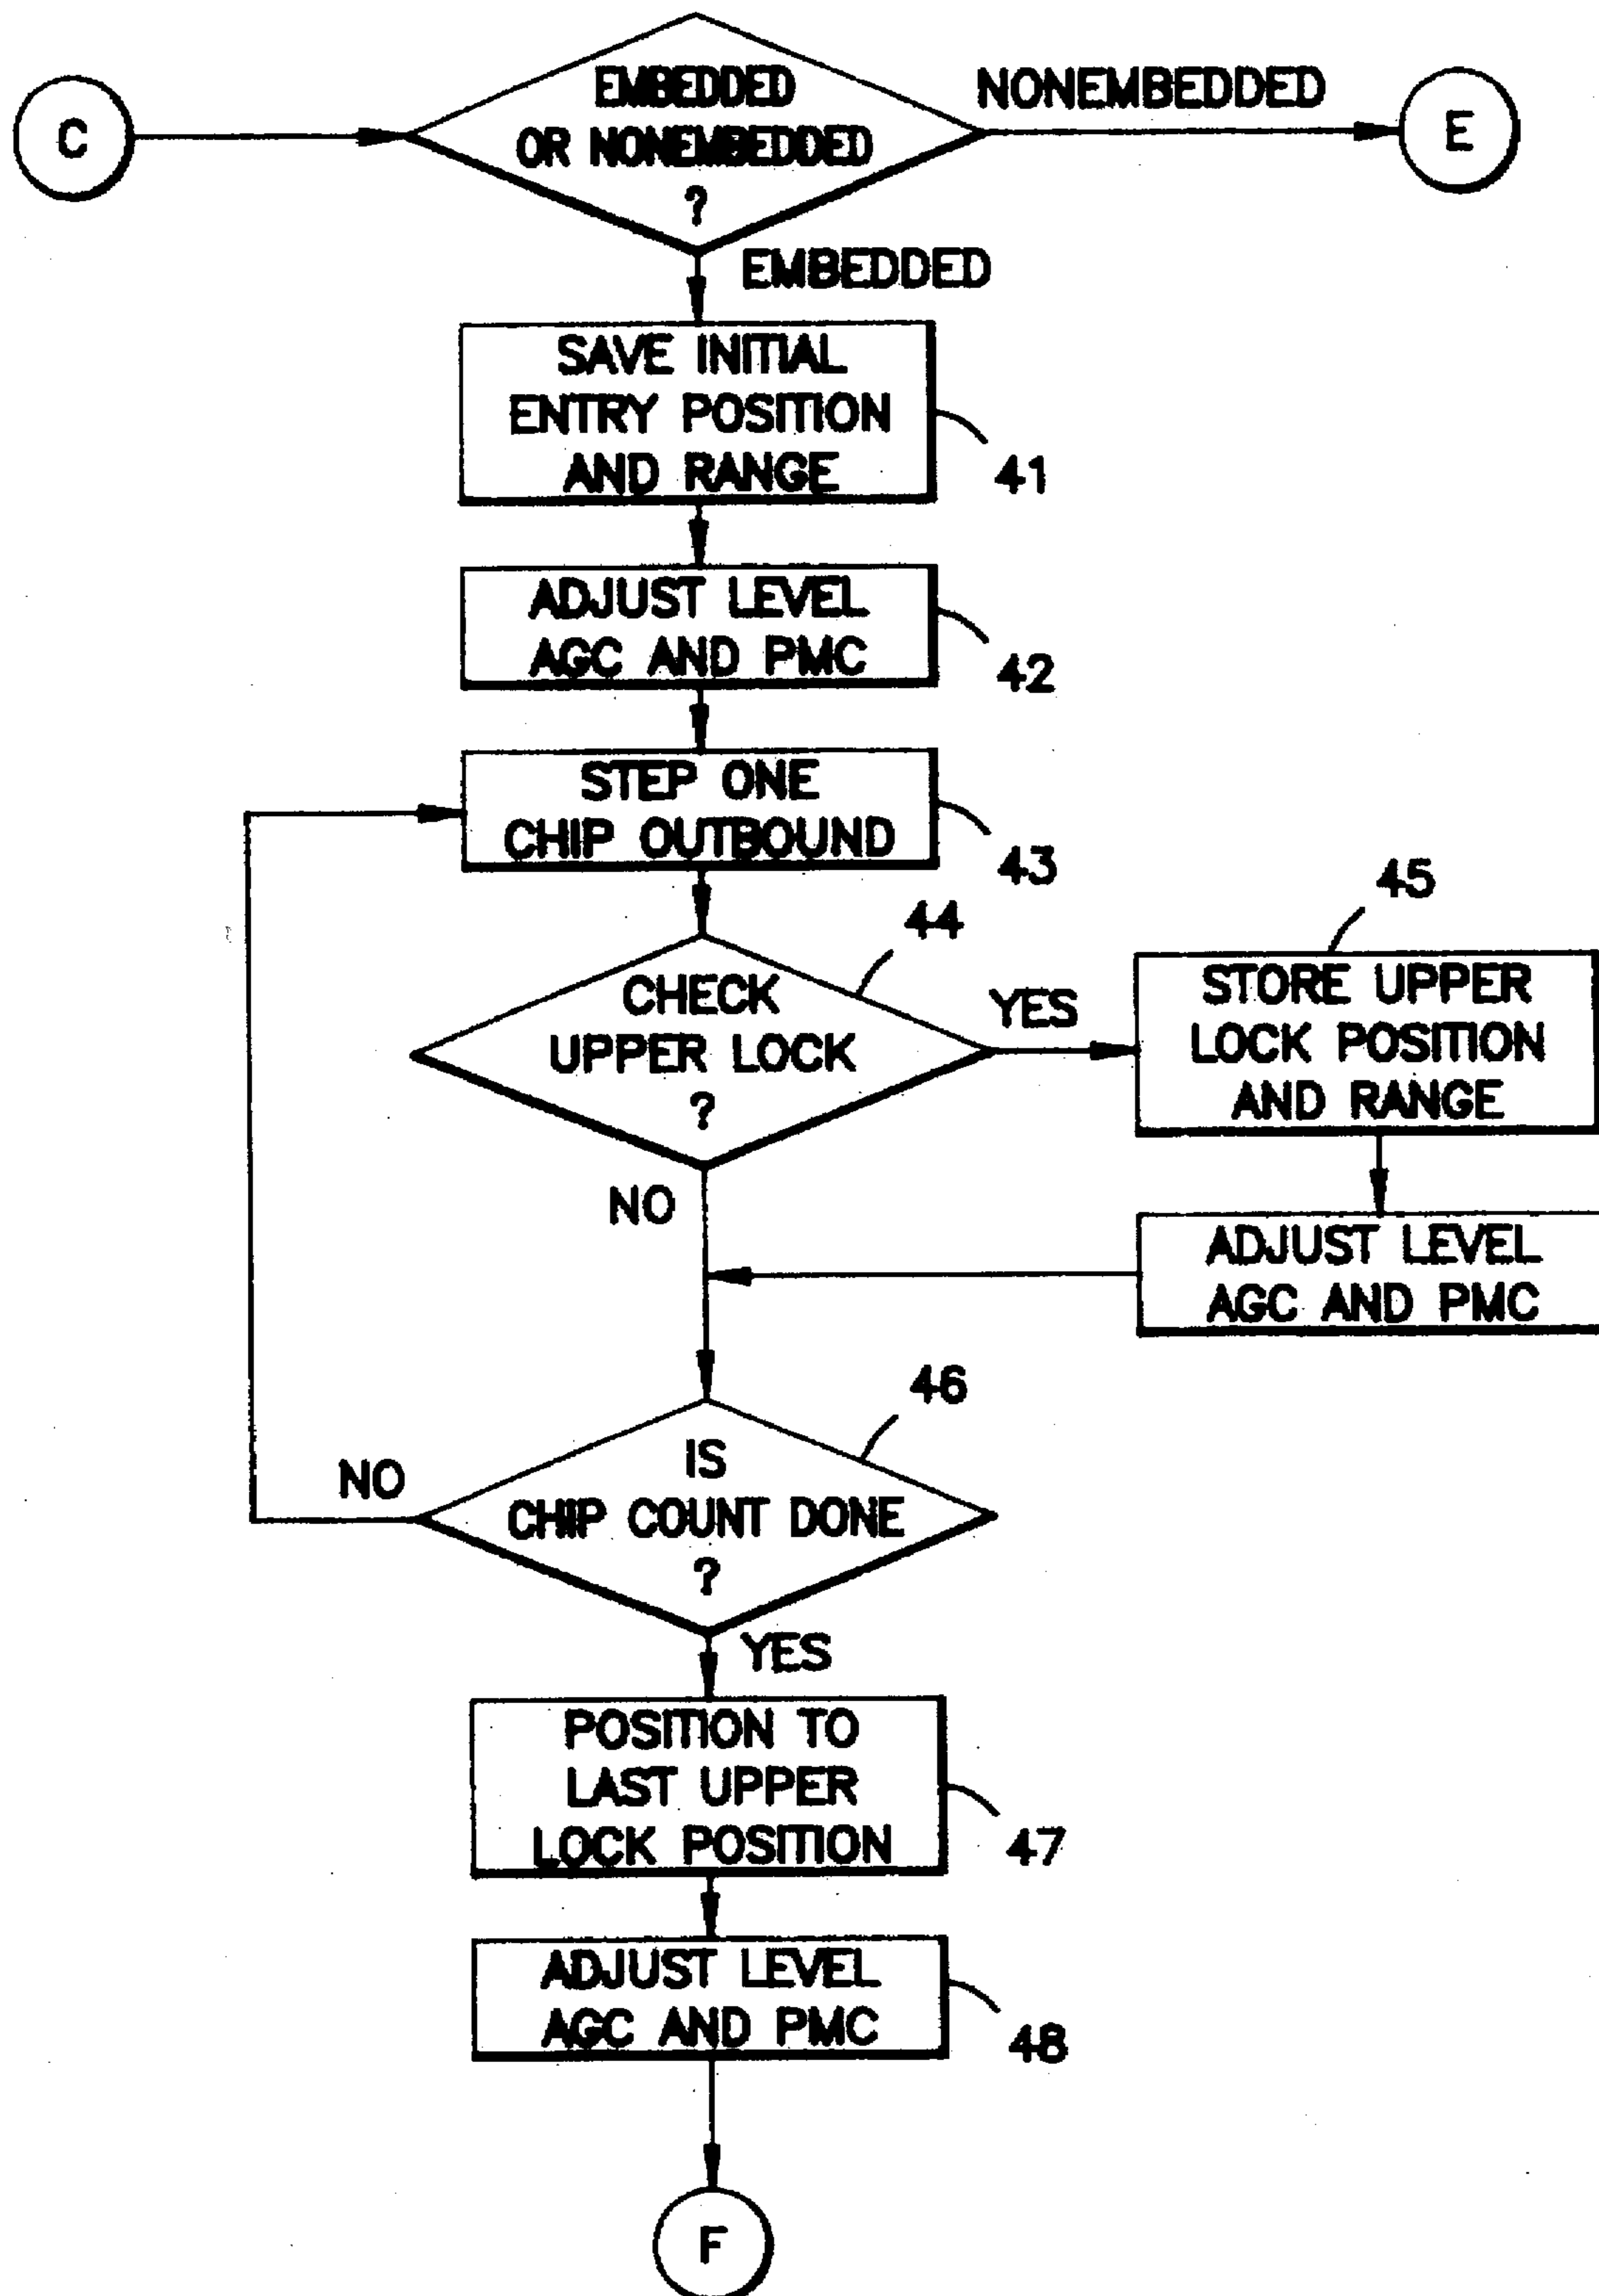 C
EMBEDDED
OR NONEMBEDDED
?
NONEMBEDDED
E
EMBEDDED
SAVE INITIAL
ENTRY POSITION
AND RANGE
41
ADJUST LEVEL
AGC AND PMC
42
STEP ONE
CHIP OUTBOUND
43
44
CHECK
UPPER LOCK
?
YES
45
STORE UPPER
LOCK POSITION
AND RANGE
NO
ADJUST LEVEL
AGC AND PMC
46
IS
CHIP COUNT DONE
?
NO
YES
POSITION TO
LAST UPPER
LOCK POSITION
47
ADJUST LEVEL
AGC AND PMC
48
F